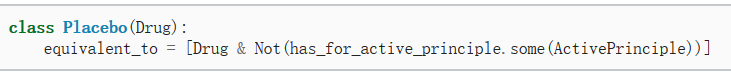 class Placebo(Drug):
    equivalent_to = [Drug & Not(has_for_active_principle.some(ActivePrinciple))]